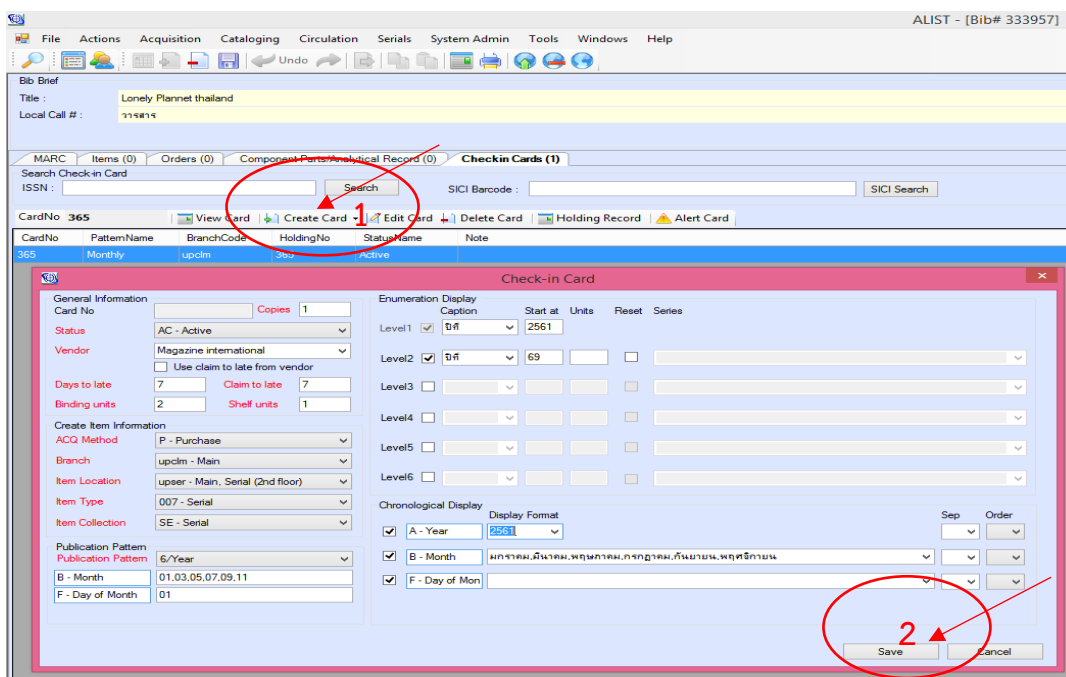 ALIST - [Bib# 333957]
File Actions Acquisition Cataloging Circulation Serials System Admin Tools Windows Help
Undo
Bib Brief
Title : Lonely Plannet thailand
Local Call # : วารสาร
MARC Items (0) Orders (0) Component Parts/Analytical Record (0) Checkin Cards (1)
Search Check-in Card
ISSN : Search SICI Barcode : SICI Search
CardNo 365 View Card Create Card 1 Edit Card Delete Card Holding Record Alert Card
CardNo PatternName BranchCode HoldingNo StatusName Note
365 Monthly upclm 365 Active
Check-in Card
General Information
Card No Copies 1
Status AC - Active
Vendor Magazine international
Use claim to late from vendor
Days to late 7 Claim to late 7
Binding units 2 Shelf units 1
Create Item Information
ACQ Method P - Purchase
Branch upclm - Main
Item Location upser - Main, Serial (2nd floor)
Item Type 007 - Serial
Item Collection SE - Serial
Publication Pattern
Publication Pattern 6/Year
B - Month 01,03,05,07,09,11
F - Day of Month 01
Enumeration Display
Caption Start at Units Reset Series
Level1 ปีที่ 2561
Level2 ปีที่ 69
Level3
Level4
Level5
Level6
Chronological Display
Display Format Sep Order
A - Year 2561
B - Month มกราคม,มีนาคม,พฤษภาคม,กรกฎาคม,กันยายน,พฤศจิกายน
F - Day of Mon
2
Save Cancel